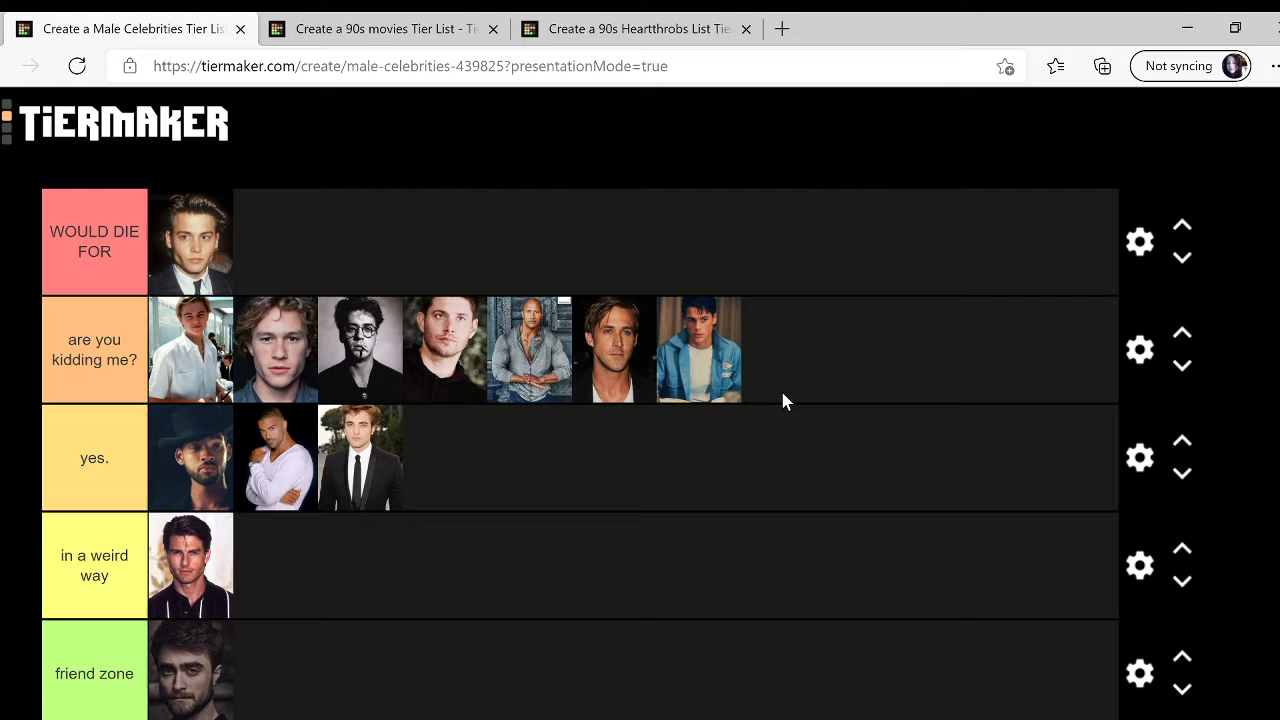 Create a Male Celebrities Tier Lis
Create a 90s movies Tier List - Ti
Create a 90s Heartthrobs List Tie
https://tiermaker.com/create/male-celebrities-439825?presentationMode=true
Not syncing
TiERMAKER
WOULD DIE
FOR
are you
kidding me?
yes.
in a weird
way
friend zone